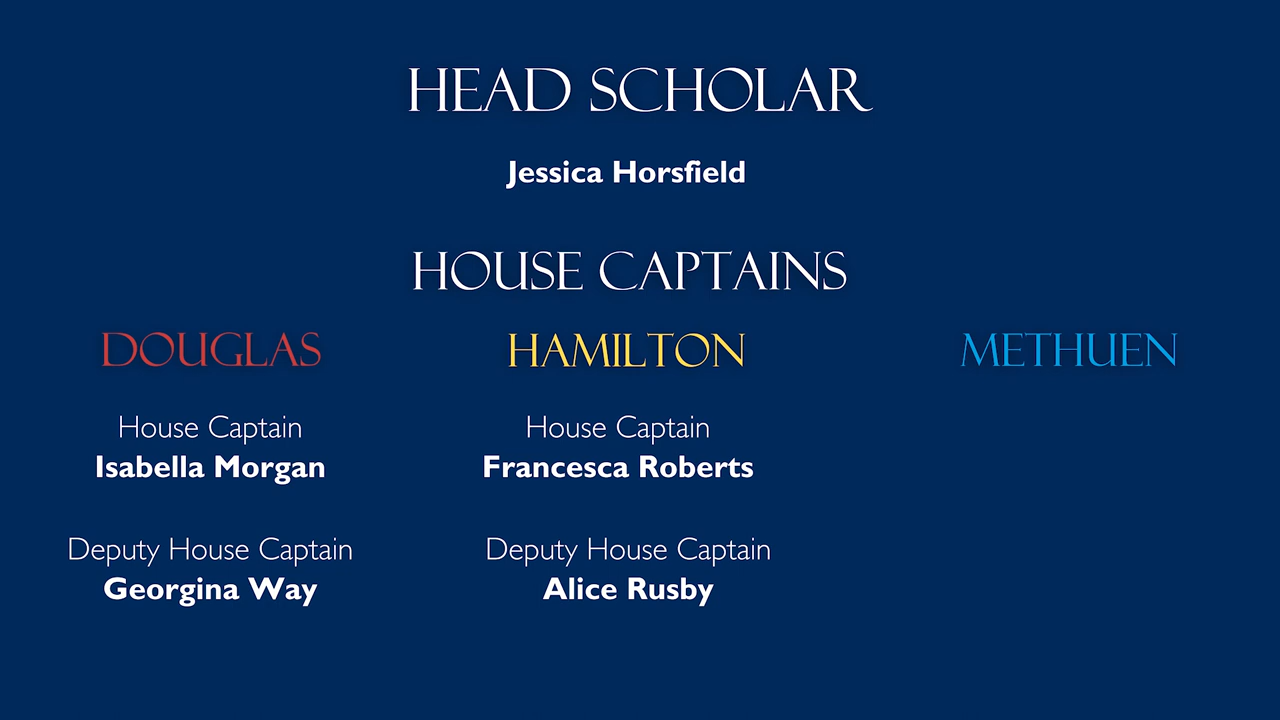 HEAD SCHOLAR
Jessica Horsfield
HOUSE CAPTAINS
DOUGLAS
HAMILTON
METHUEN
House Captain
Isabella Morgan
Deputy House Captain
Georgina Way
House Captain
Francesca Roberts
Deputy House Captain
Alice Rusby